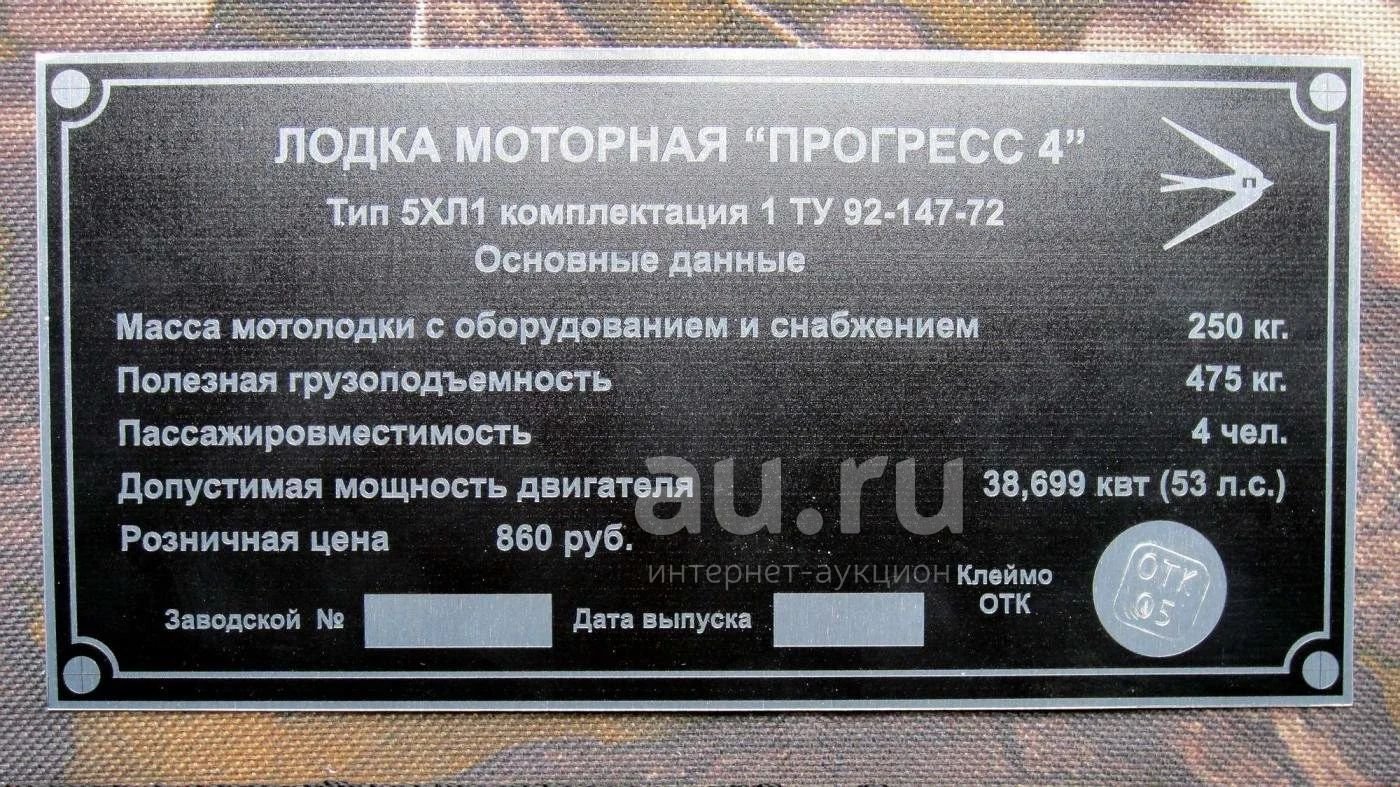 ЛОДКА МОТОРНАЯ “ПРОГРЕСС 4”
П
Тип 5ХЛ1 комплектация 1 ТУ 92-147-72
Основные данные
Масса мотолодки с оборудованием и снабжением 250 кг.
Полезная грузоподъемность 475 кг.
Пассажировместимость 4 чел.
Допустимая мощность двигателя 38,699 квт (53 л.с.)
Розничная цена 860 руб.
au.ru
интернет-аукцион
Заводской № Дата выпуска
Клеймо
ОТК
ОТК
05